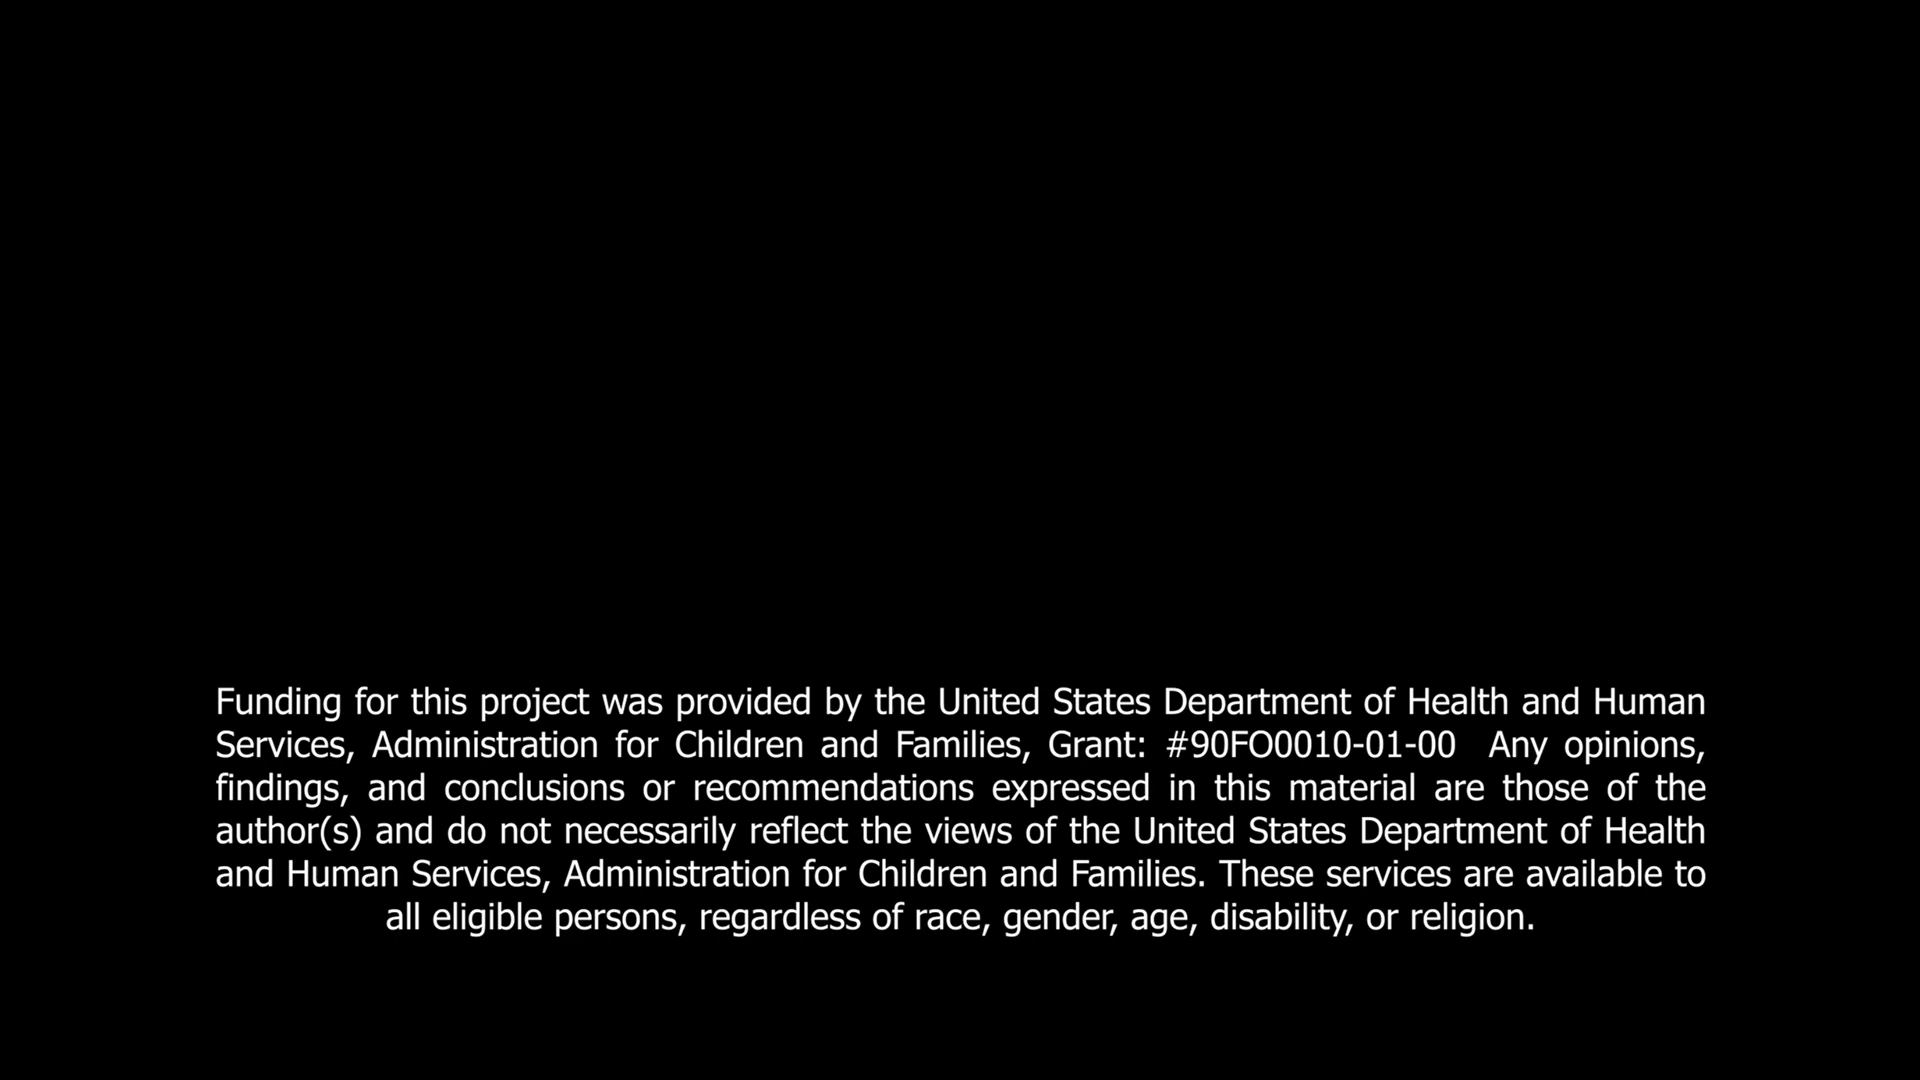 Funding for this project was provided by the United States Department of Health and Human
Services, Administration for Children and Families, Grant: #90FO0010-01-00  Any opinions,
findings, and conclusions or recommendations expressed in this material are those of the
author(s) and do not necessarily reflect the views of the United States Department of Health
and Human Services, Administration for Children and Families. These services are available to
all eligible persons, regardless of race, gender, age, disability, or religion.